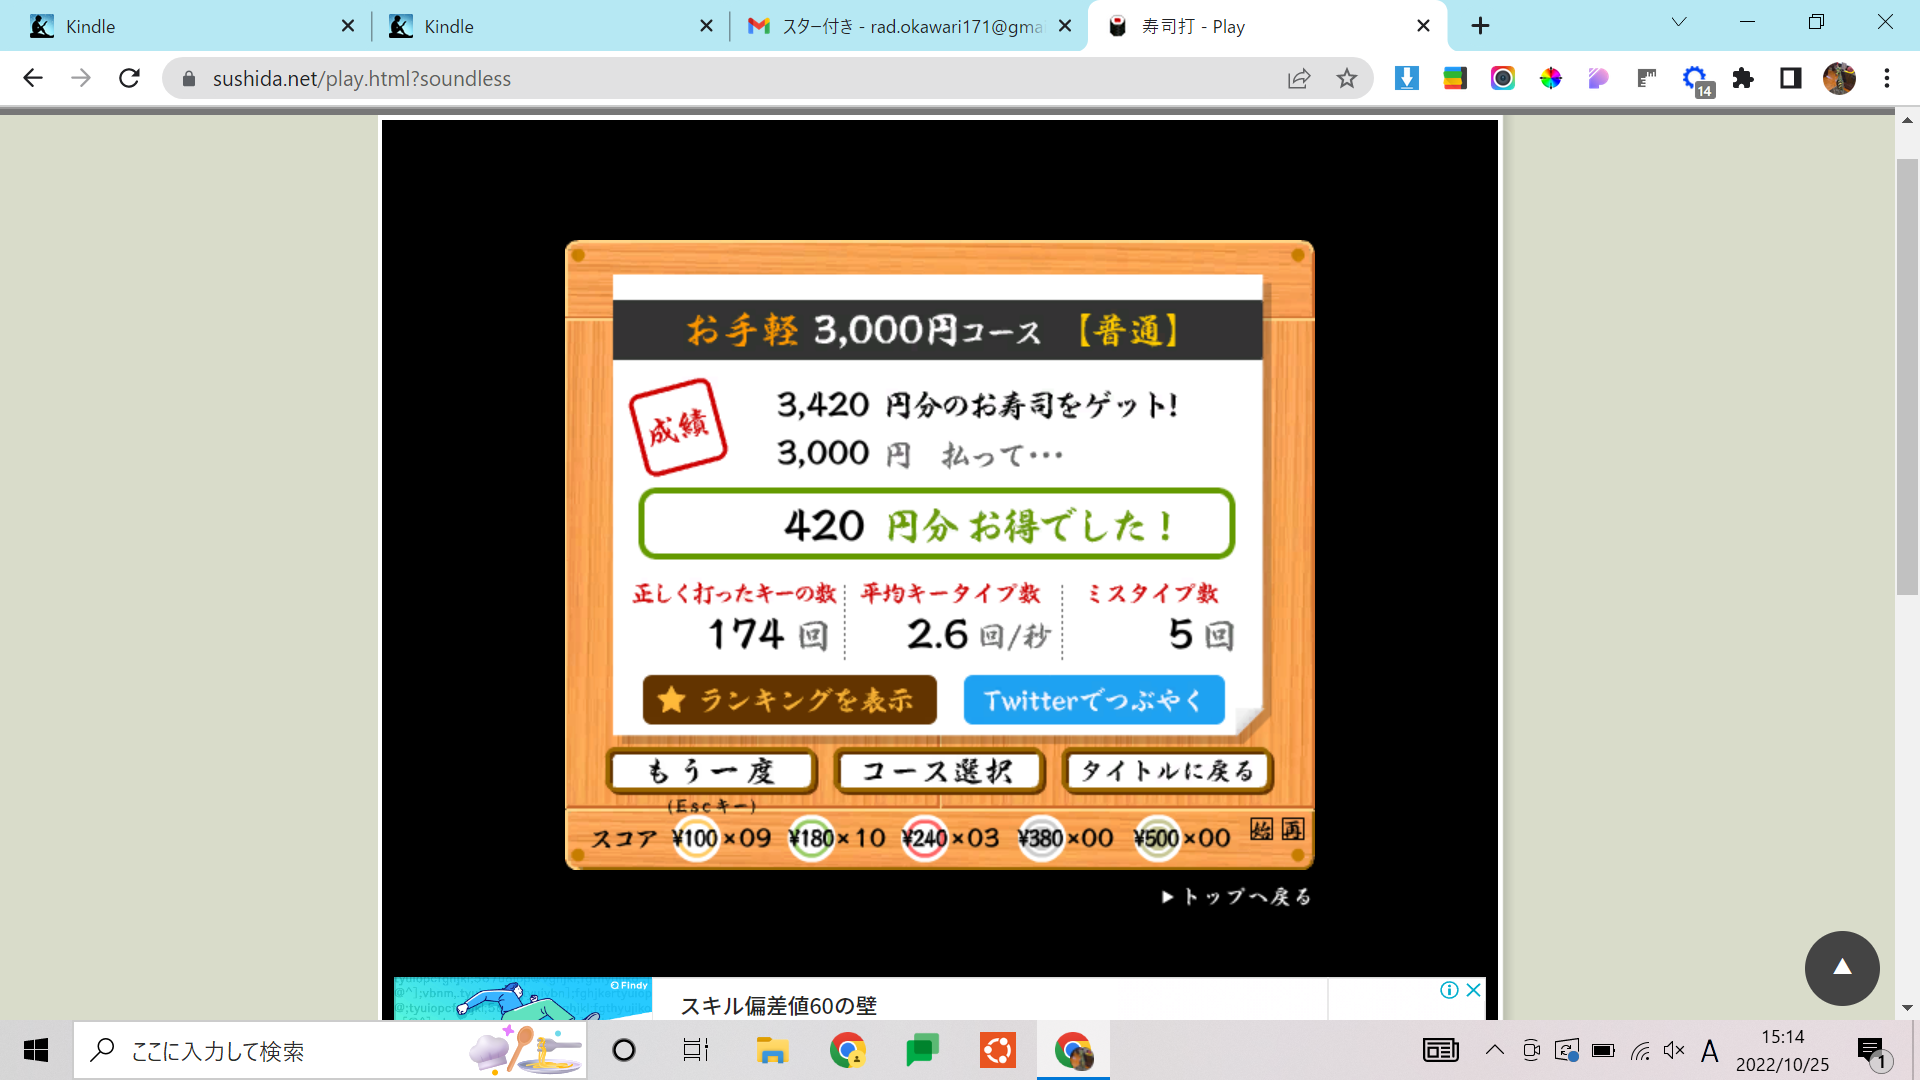 Kindle
Kindle
スター付き - rad.okawari171@gma
寿司打 - Play
sushida.net/play.html?soundless
14
お手軽 3,000円コース 【普通】
成績
3,420 円分のお寿司をゲット!
3,000 円 払って・・・
420 円分 お得でした！
正しく打ったキーの数 平均キータイプ数 ミスタイプ数
174 回 2.6 回/秒 5 回
★ ランキングを表示 Twitterでつぶやく
もう一度 コース選択 タイトルに戻る
(Escキー)
スコア ¥100×09 ¥180×10 ¥240×03 ¥380×00 ¥500×00 始 再
▶トップへ戻る
Findy
スキル偏差値60の壁
ここに入力して検索
A
15:14
2022/10/25
1